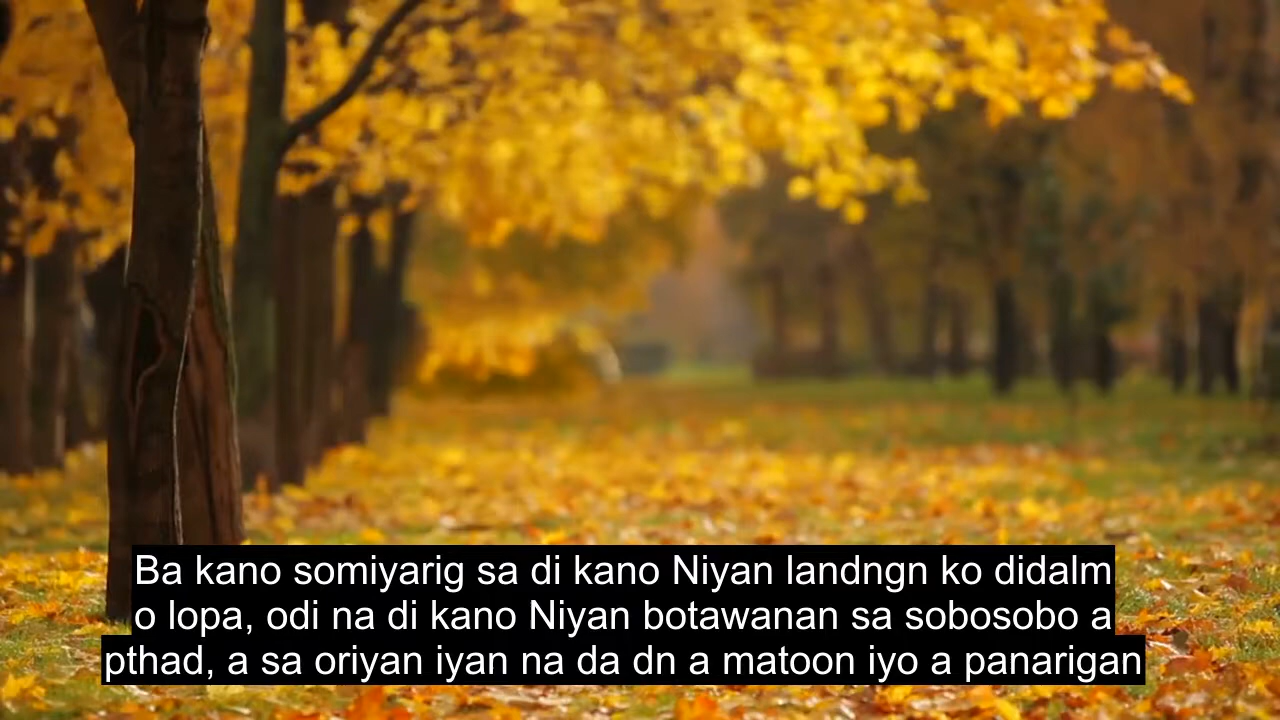 Ba kano somiyarig sa di kano Niyan landngn ko didalm
o lopa, odi na di kano Niyan botawanan sa sobosobo a
pthad, a sa oriyan iyan na da dn a matoon iyo a panarigan